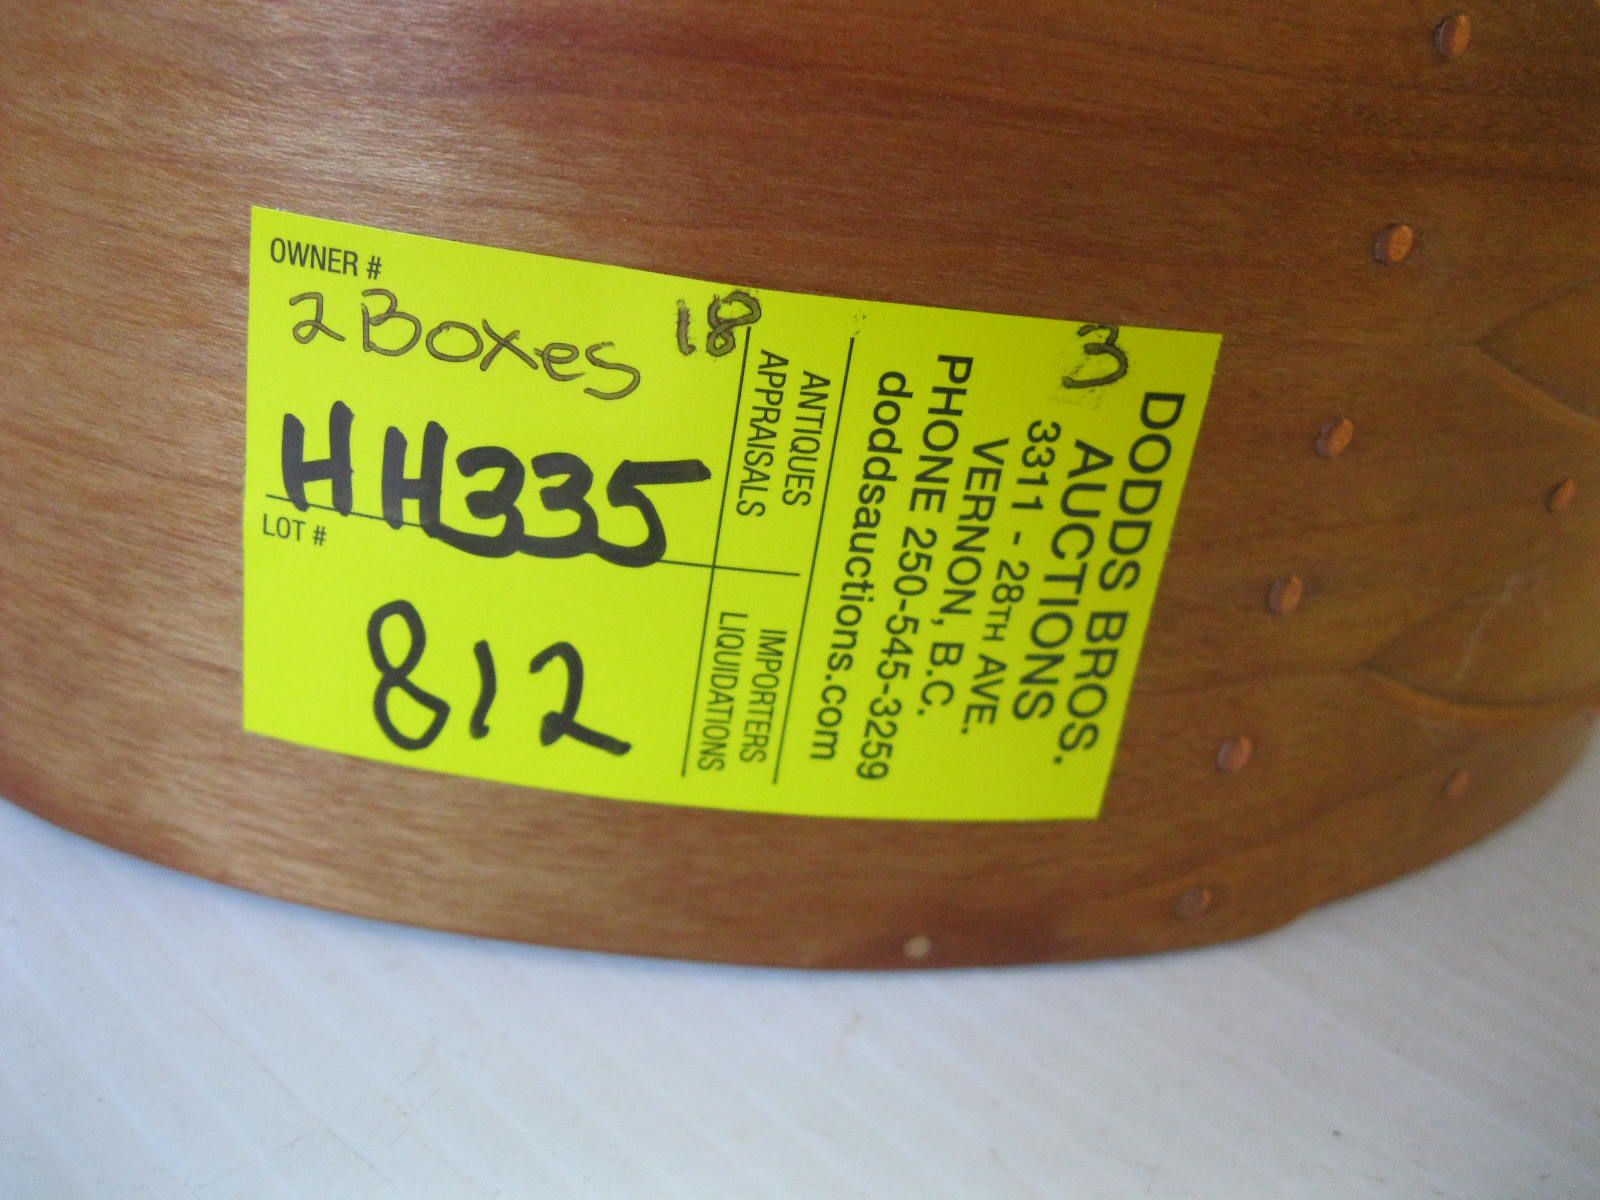 OWNER #
2 Boxes 18
HH335
LOT #
812
ANTIQUES
APPRAISALS
IMPORTERS
LIQUIDATIONS
3
DODDS BROS.
AUCTIONS
3311 - 28TH AVE.
VERNON, B.C.
PHONE 250-545-3259
doddsauctions.com